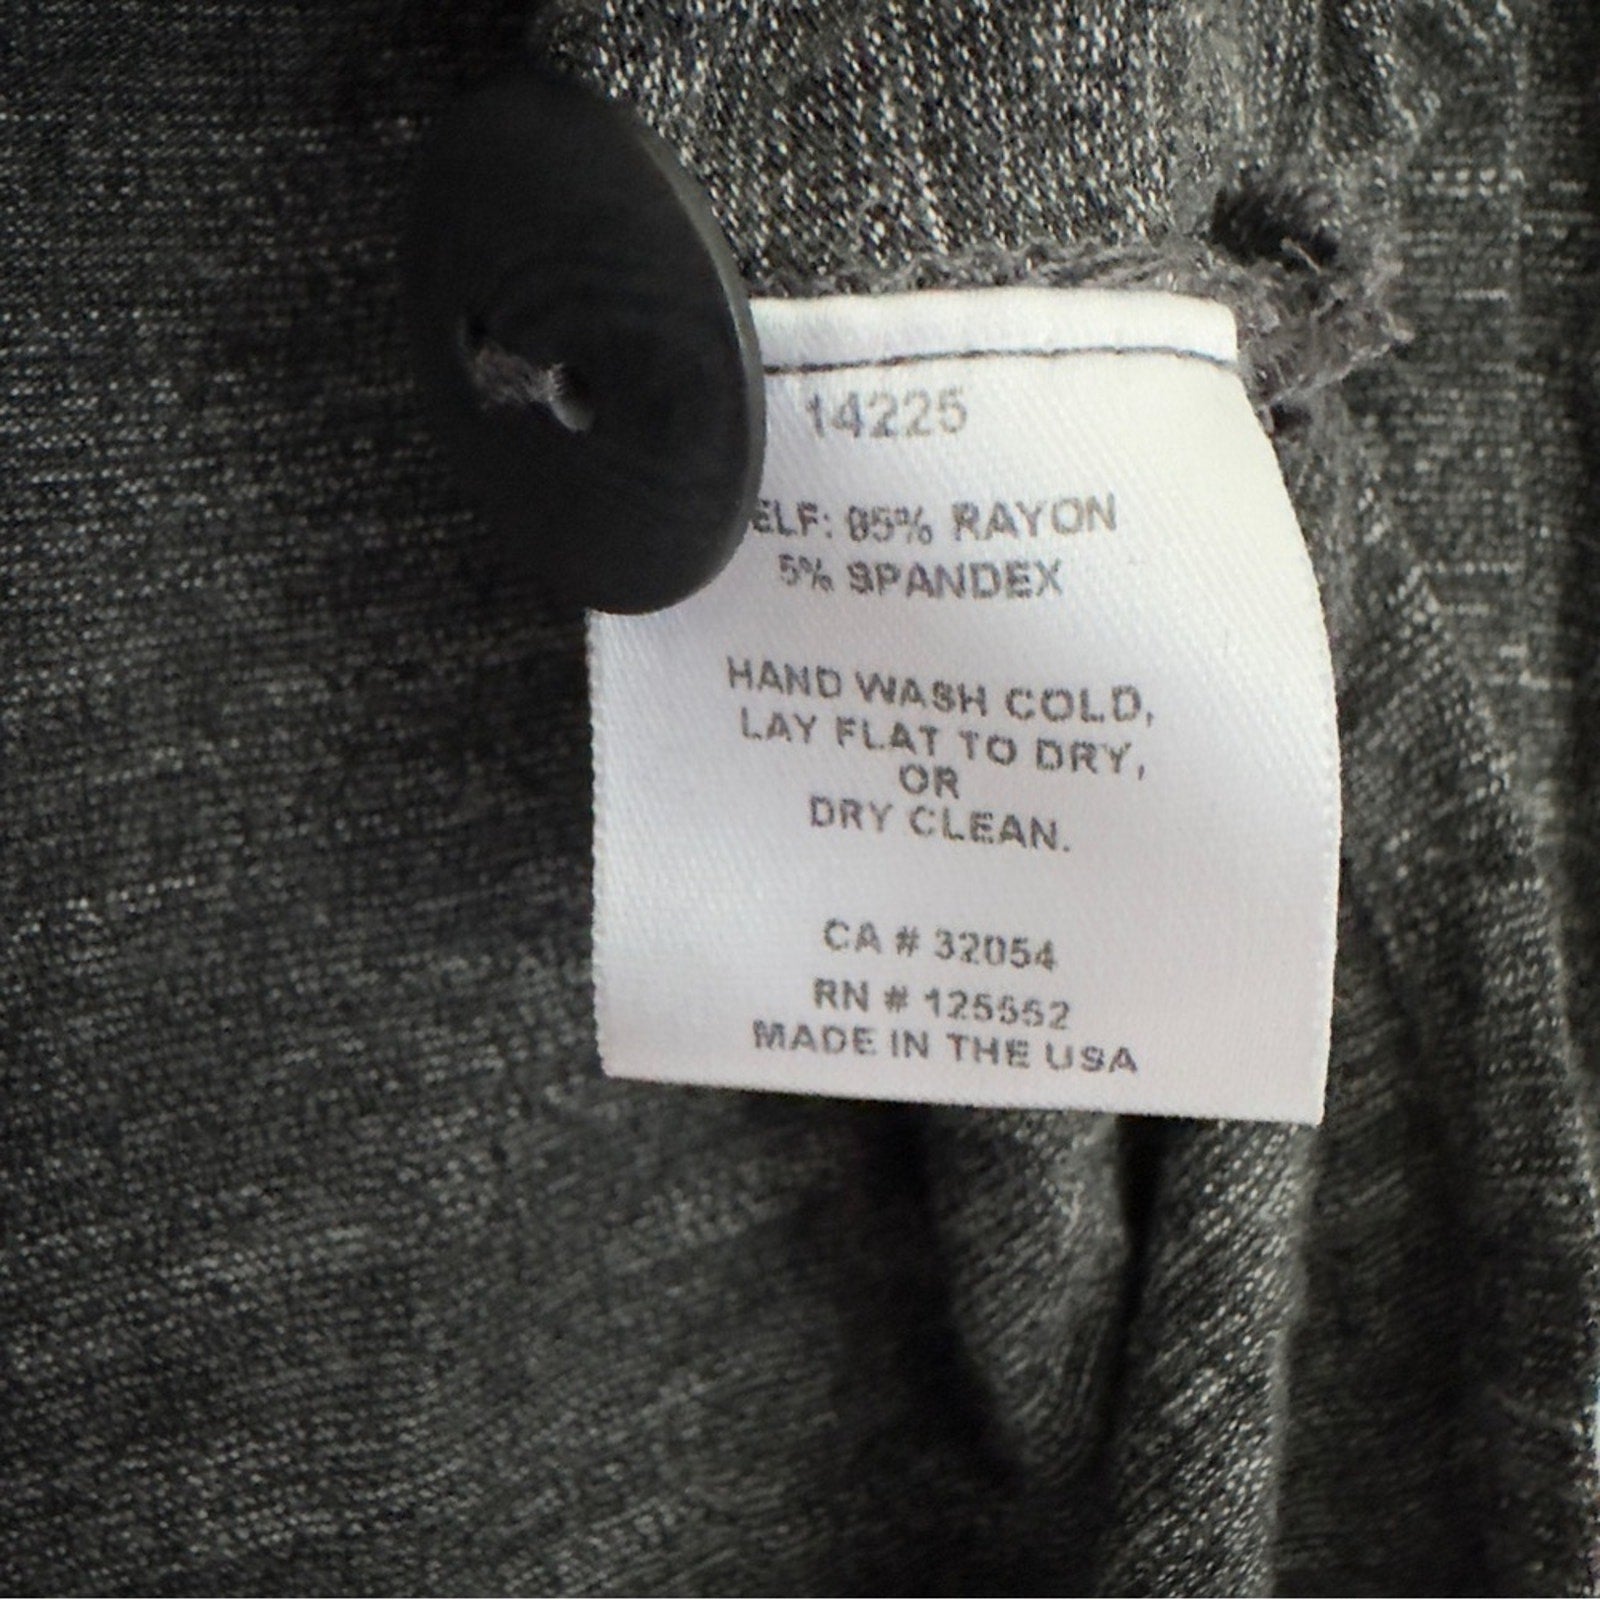 14225
ELF: 95% RAYON
5% SPANDEX
HAND WASH COLD,
LAY FLAT TO DRY,
OR
DRY CLEAN.
CA # 32054
RN #
MADE IN THE USA